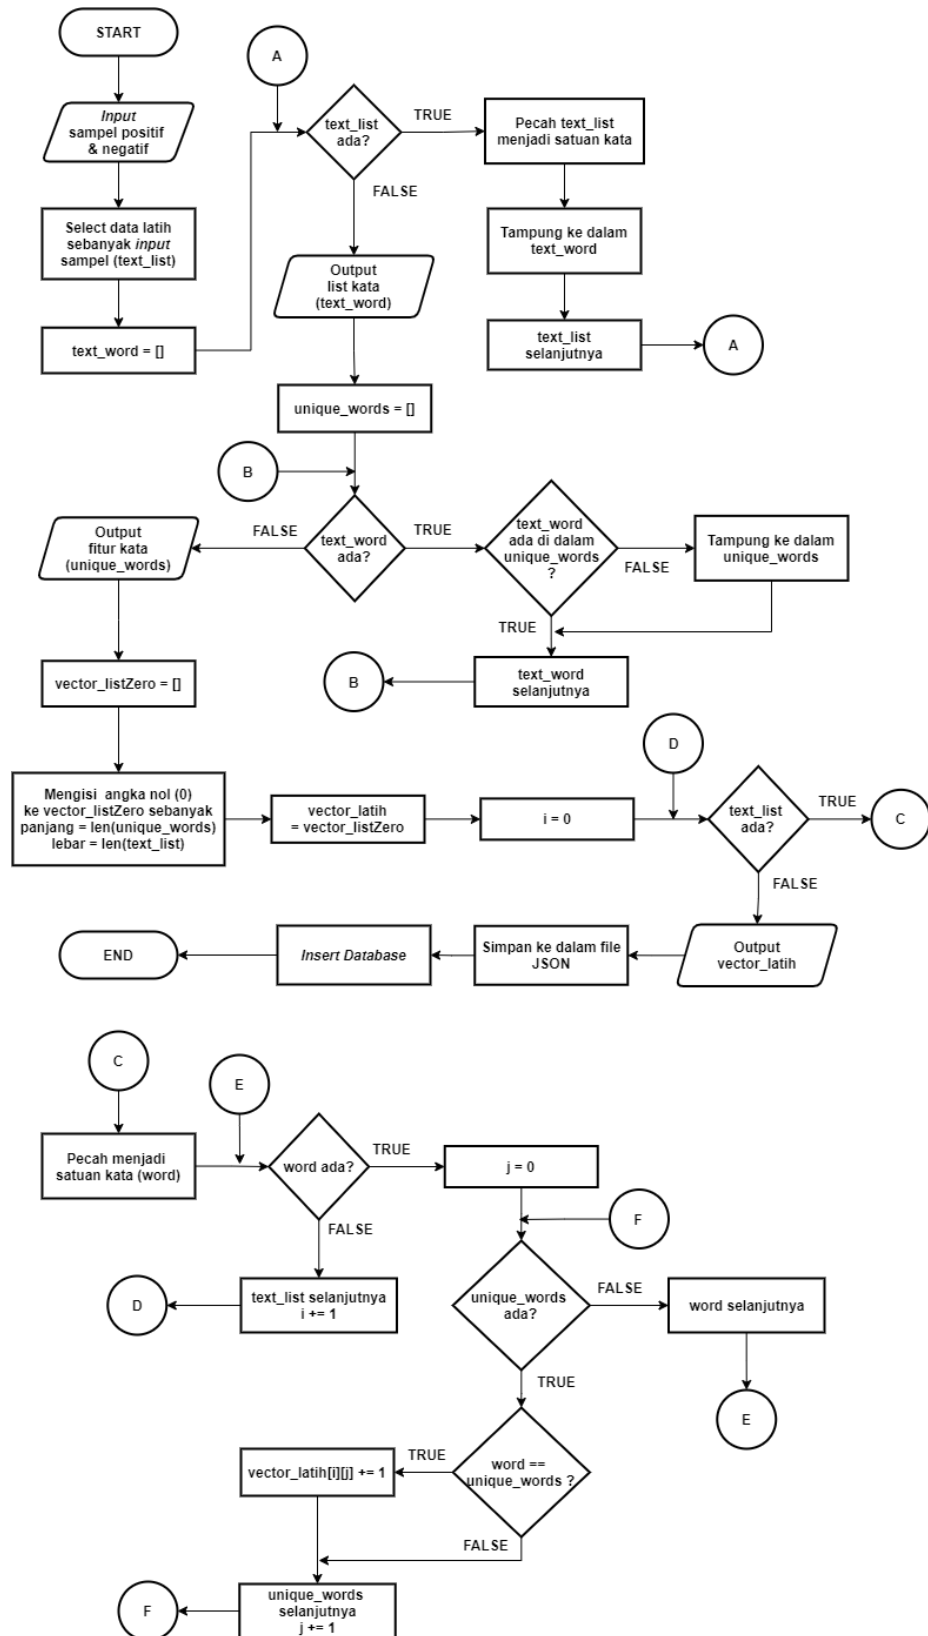 START
Input
sampel positif
& negatif
Select data latih
sebanyak input
sampel (text_list)
text_word = []
A
text_list
ada?
TRUE
Pecah text_list
menjadi satuan kata
Tampung ke dalam
text_word
text_list
selanjutnya
A
FALSE
Output
list kata
(text_word)
unique_words = []
B
text_word
ada?
FALSE
Output
fitur kata
(unique_words)
TRUE
text_word
ada di dalam
unique_words
?
FALSE
Tampung ke dalam
unique_words
TRUE
text_word
selanjutnya
B
vector_listZero = []
Mengisi angka nol (0)
ke vector_listZero sebanyak
panjang = len(unique_words)
lebar = len(text_list)
vector_latih
= vector_listZero
i = 0
D
text_list
ada?
TRUE
C
FALSE
Output
vector_latih
Simpan ke dalam file
JSON
Insert Database
END
C
Pecah menjadi
satuan kata (word)
E
word ada?
TRUE
j = 0
FALSE
text_list selanjutnya
i += 1
D
F
unique_words
ada?
FALSE
word selanjutnya
E
TRUE
word ==
unique_words ?
TRUE
vector_latih[i][j] += 1
FALSE
unique_words
selanjutnya
j += 1
F